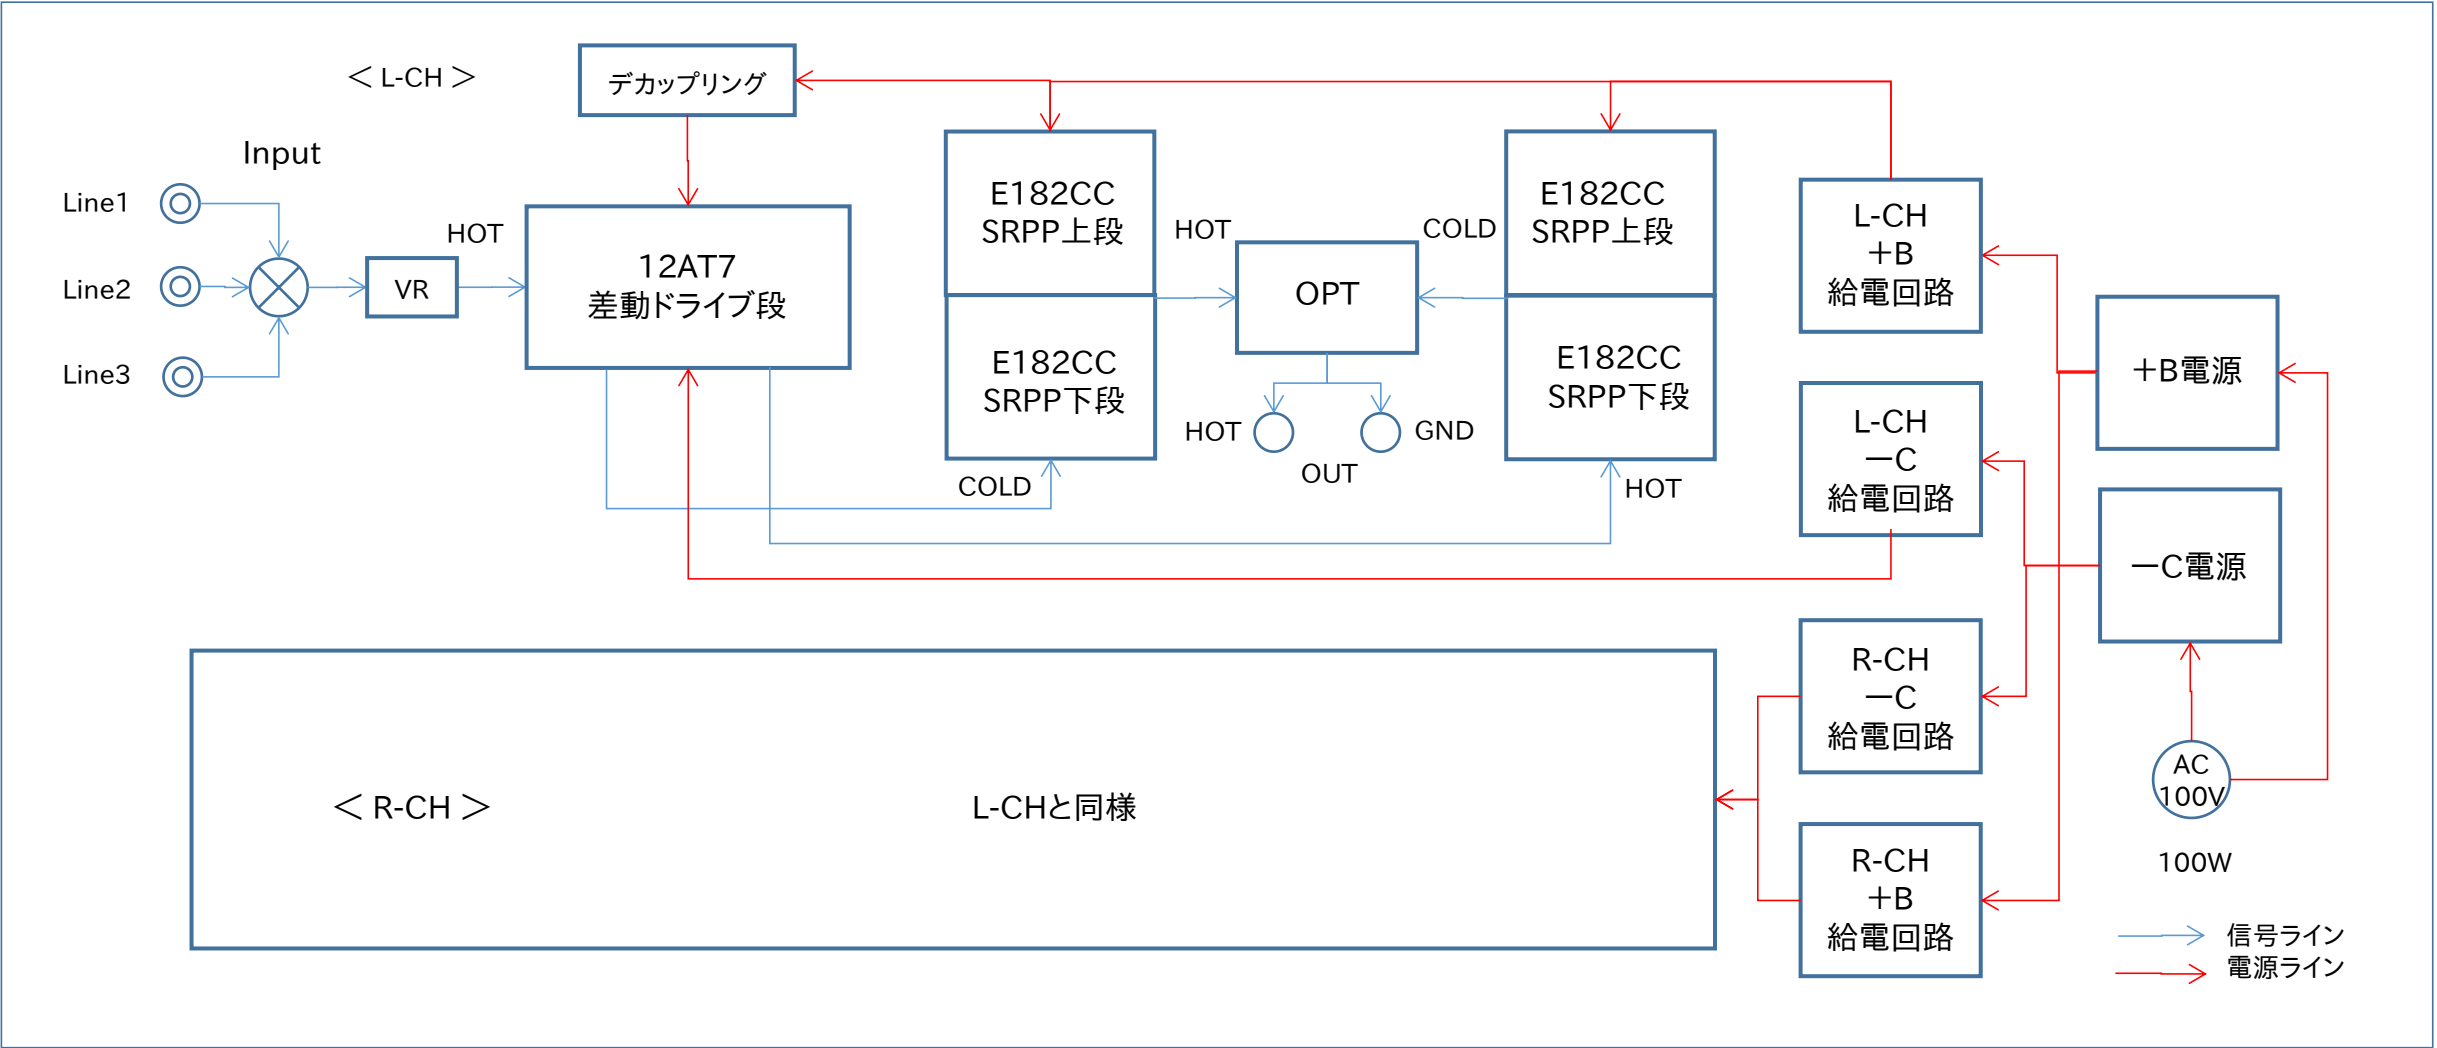 ＜ L-CH ＞
デカップリング
Input
Line1
Line2
Line3
VR
HOT
12AT7
差動ドライブ段
E182CC
SRPP上段
E182CC
SRPP下段
COLD
HOT
OPT
COLD
HOT
GND
OUT
E182CC
SRPP上段
E182CC
SRPP下段
HOT
L-CH
＋B
給電回路
L-CH
ーC
給電回路
＋B電源
ーC電源
R-CH
ーC
給電回路
R-CH
＋B
給電回路
AC
100V
100W
＜ R-CH ＞
L-CHと同様
信号ライン
電源ライン